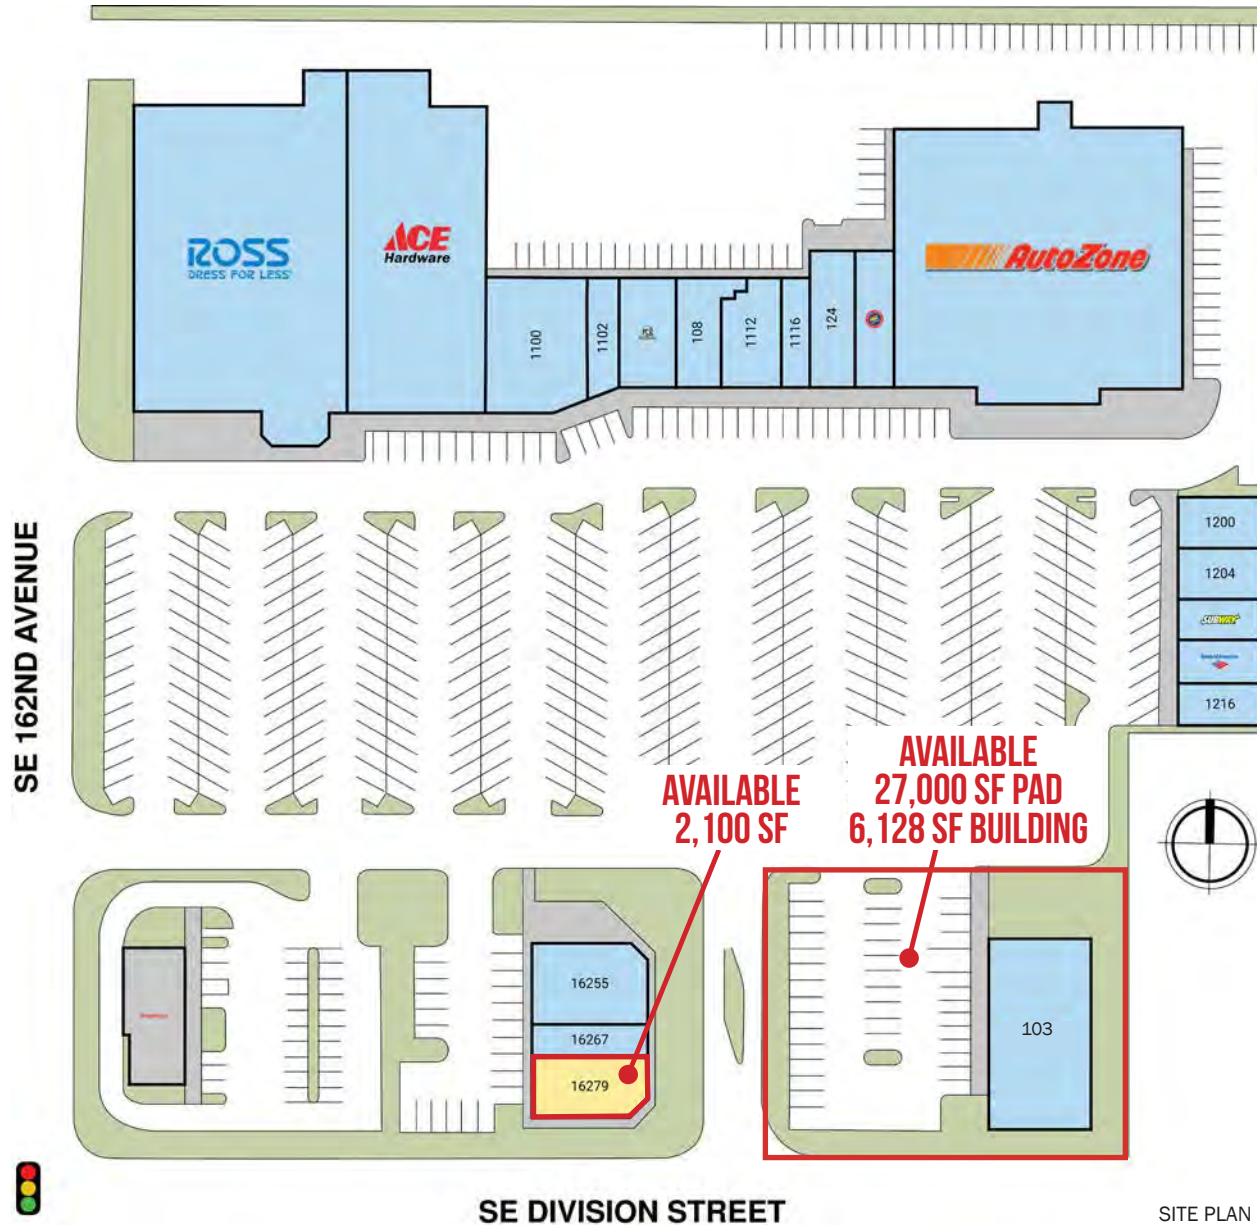 ROSS
DRESS FOR LESS
ACE
Hardware
AutoZone
1100
1102
108
1112
1116
124
SE 162ND AVENUE
1200
1204
SUBWAY
1216
AVAILABLE
2,100 SF
AVAILABLE
27,000 SF PAD
6,128 SF BUILDING
16255
16267
16279
103
SE DIVISION STREET
SITE PLAN